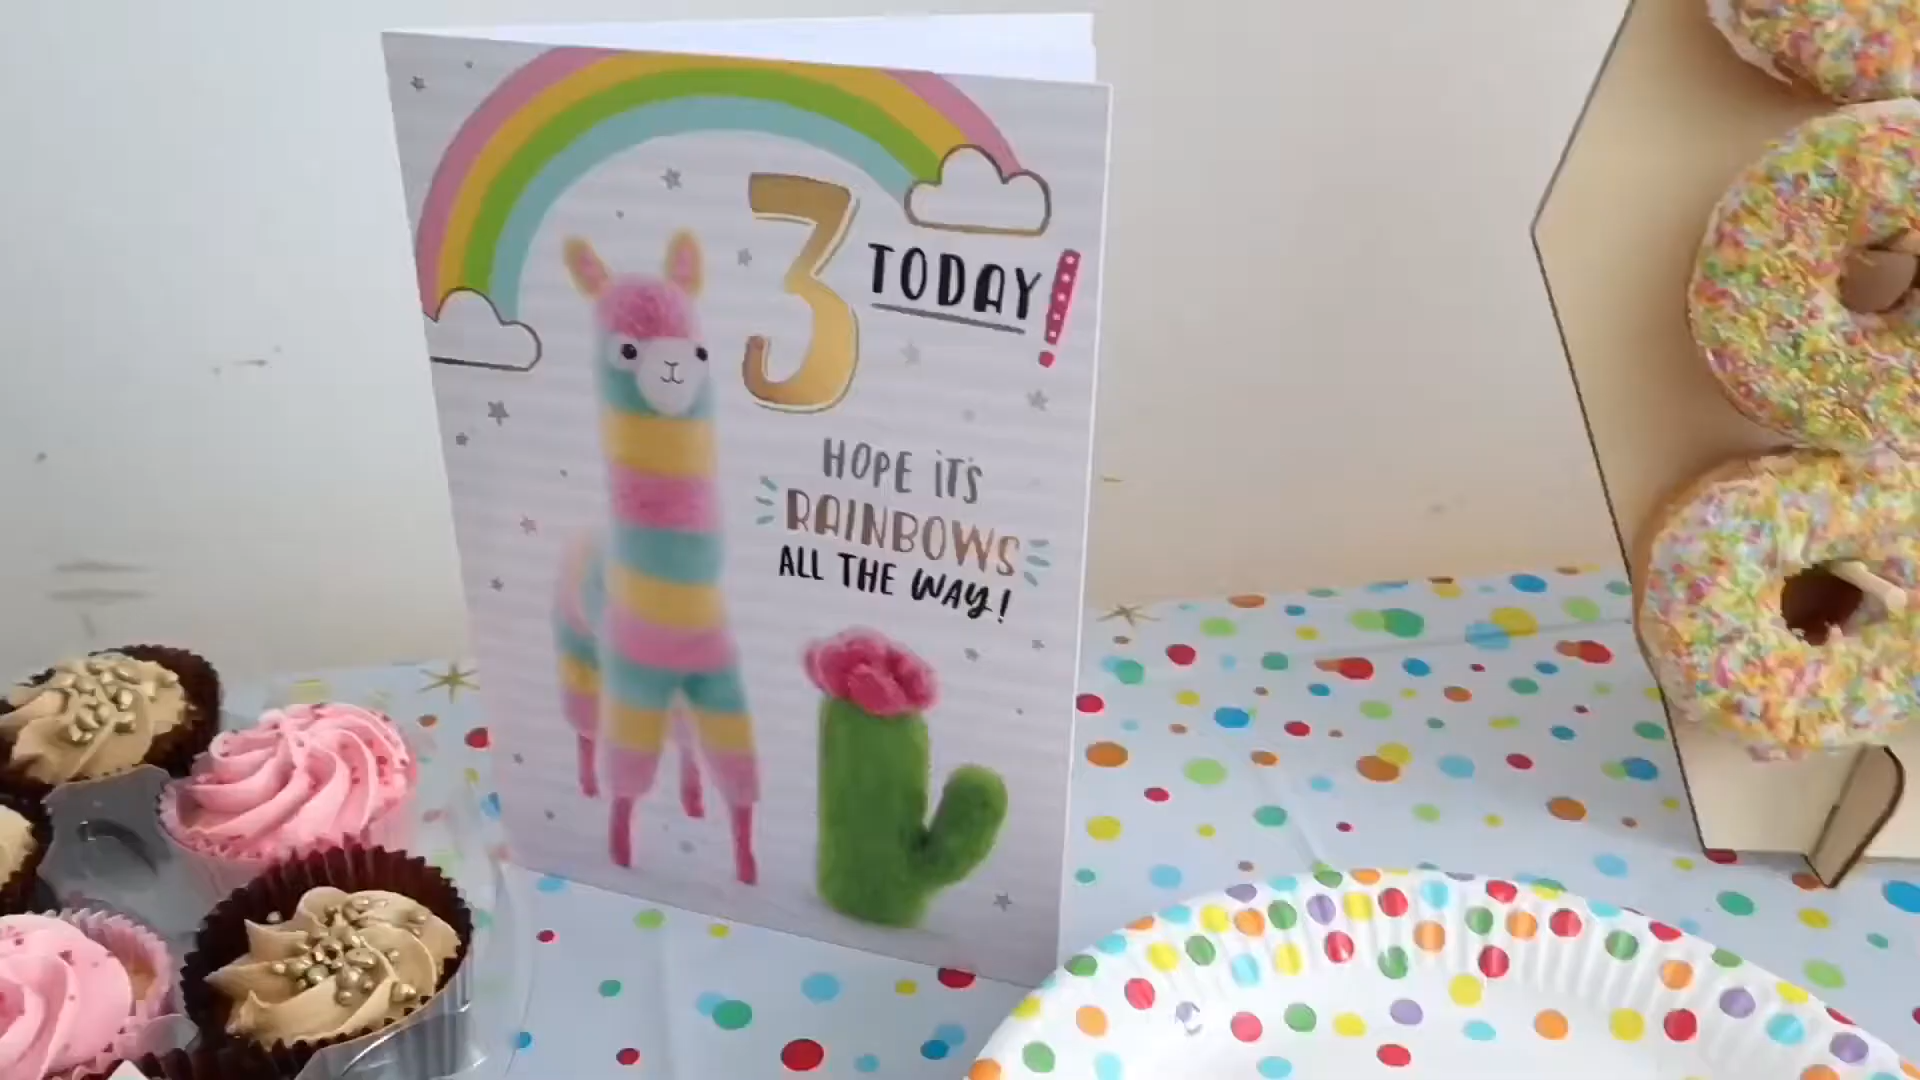 3
TODAY!
HOPE IT'S
RAINBOWS
ALL THE WAY!